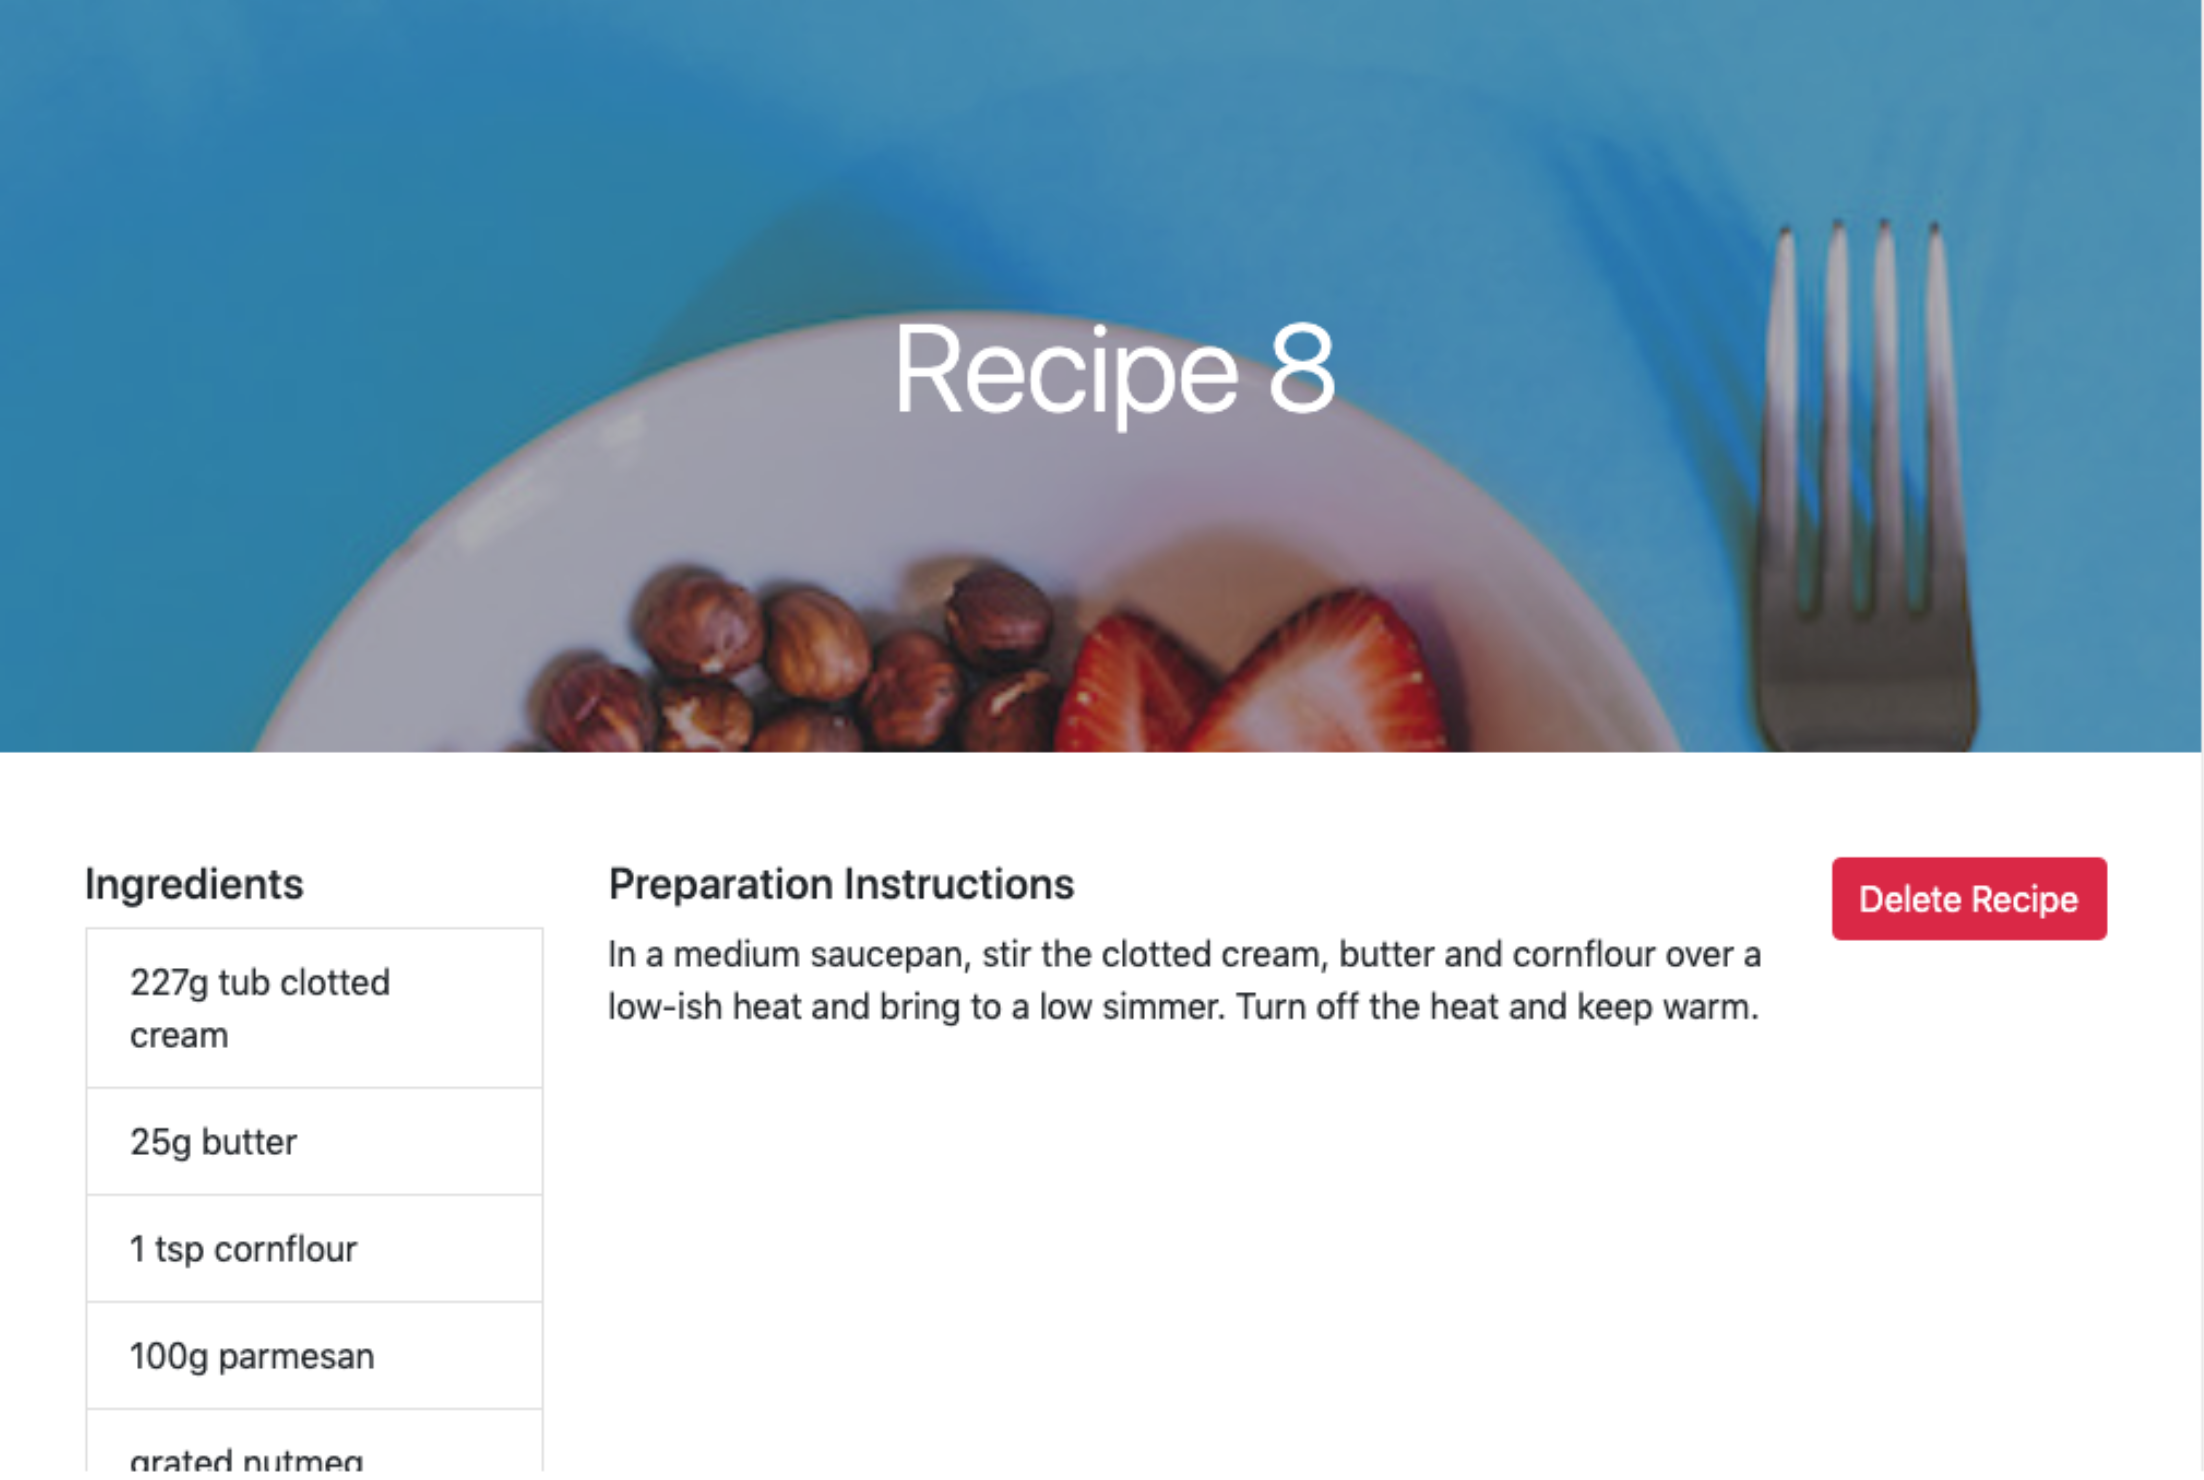 Recipe 8
Ingredients
227g tub clotted
cream
25g butter
1 tsp cornflour
100g parmesan
grated nutmeg
Preparation Instructions
In a medium saucepan, stir the clotted cream, butter and cornflour over a
low-ish heat and bring to a low simmer. Turn off the heat and keep warm.
Delete Recipe